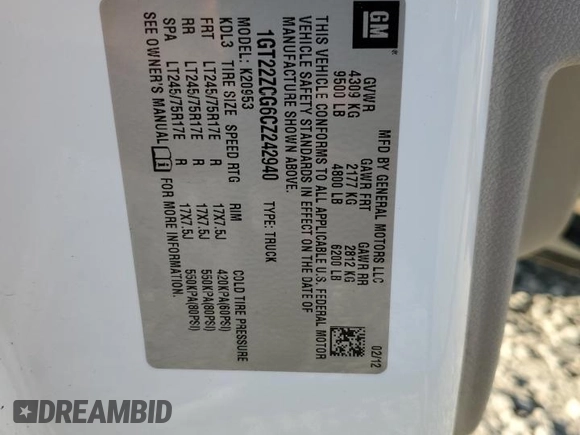 GM
MFD BY GENERAL MOTORS LLC
02/12
GVWR GAWR FRT GAWR RR
4309 KG 2177 KG 2812 KG
9500 LB 4800 LB 6200 LB
THIS VEHICLE CONFORMS TO ALL APPLICABLE U.S. FEDERAL MOTOR
VEHICLE SAFETY STANDARDS IN EFFECT ON THE DATE OF
MANUFACTURE SHOWN ABOVE.
1GT22ZCG6CZ242940 TYPE: TRUCK
MODEL: K20953
KDL3 TIRE SIZE SPEED RTG RIM COLD TIRE PRESSURE
FRT LT245/75R17E R 17X7.5J 420KPA(60PSI)
RR LT245/75R17E R 17X7.5J 550KPA(80PSI)
SPA LT245/75R17E R 17X7.5J 550KPA(80PSI)
SEE OWNER'S MANUAL FOR MORE INFORMATION.
DREAMBID